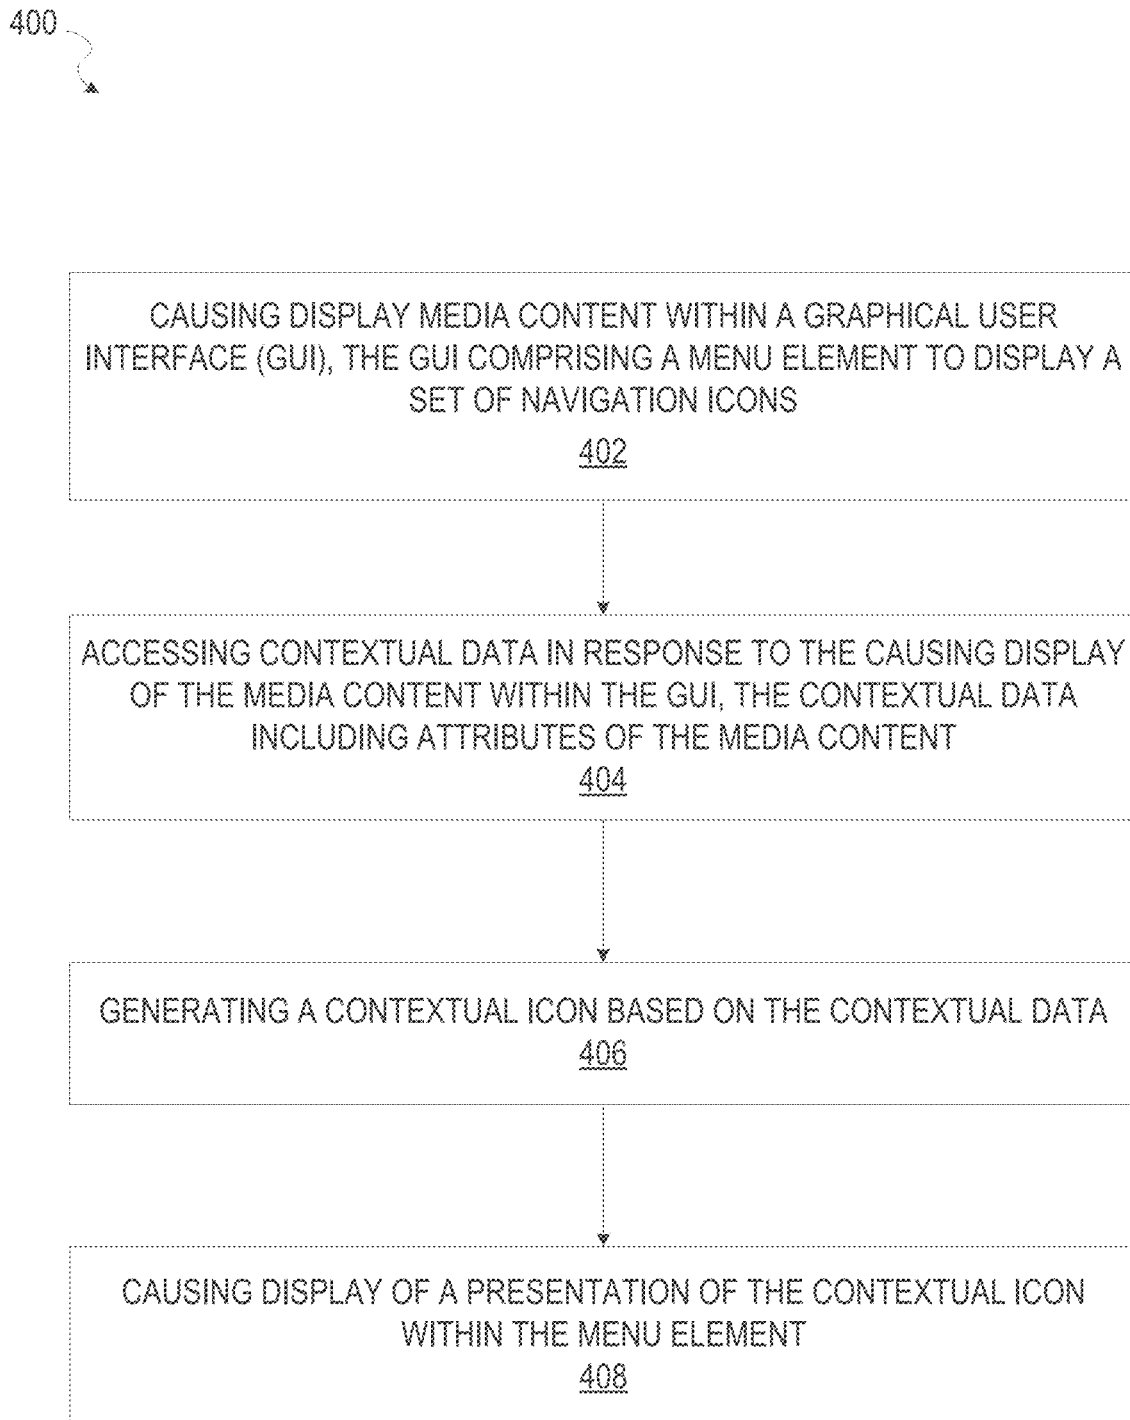 400
CAUSING DISPLAY MEDIA CONTENT WITHIN A GRAPHICAL USER
INTERFACE (GUI), THE GUI COMPRISING A MENU ELEMENT TO DISPLAY A
SET OF NAVIGATION ICONS
402
ACCESSING CONTEXTUAL DATA IN RESPONSE TO THE CAUSING DISPLAY
OF THE MEDIA CONTENT WITHIN THE GUI, THE CONTEXTUAL DATA
INCLUDING ATTRIBUTES OF THE MEDIA CONTENT
404
GENERATING A CONTEXTUAL ICON BASED ON THE CONTEXTUAL DATA
406
CAUSING DISPLAY OF A PRESENTATION OF THE CONTEXTUAL ICON
WITHIN THE MENU ELEMENT
408